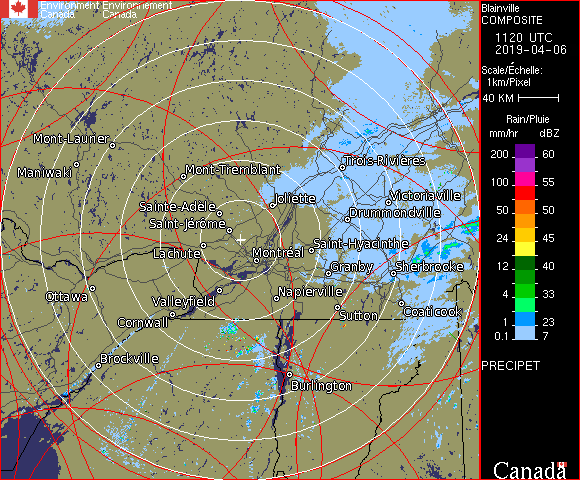 Environment Environnement
Canada Canada
Blainville
COMPOSITE
1120 UTC
2019-04-06
Scale/Échelle:
1km/Pixel
40 KM
Rain/Pluie
mm/hr dBZ
200 60
100 55
50 50
24 45
12 40
4 33
1 23
0.1 7
PRECIPET
Mont-Laurier
Maniwaki
Mont-Tremblant
Trois-Rivières
Sainte-Adèle
Joliette
Victoriaville
Drummondville
Saint-Jérôme
Lachute
Montréal
Saint-Hyacinthe
Granby
Sherbrooke
Ottawa
Valleyfield
Napierville
Cornwall
Sutton
Coaticook
Brockville
Burlington
Canada